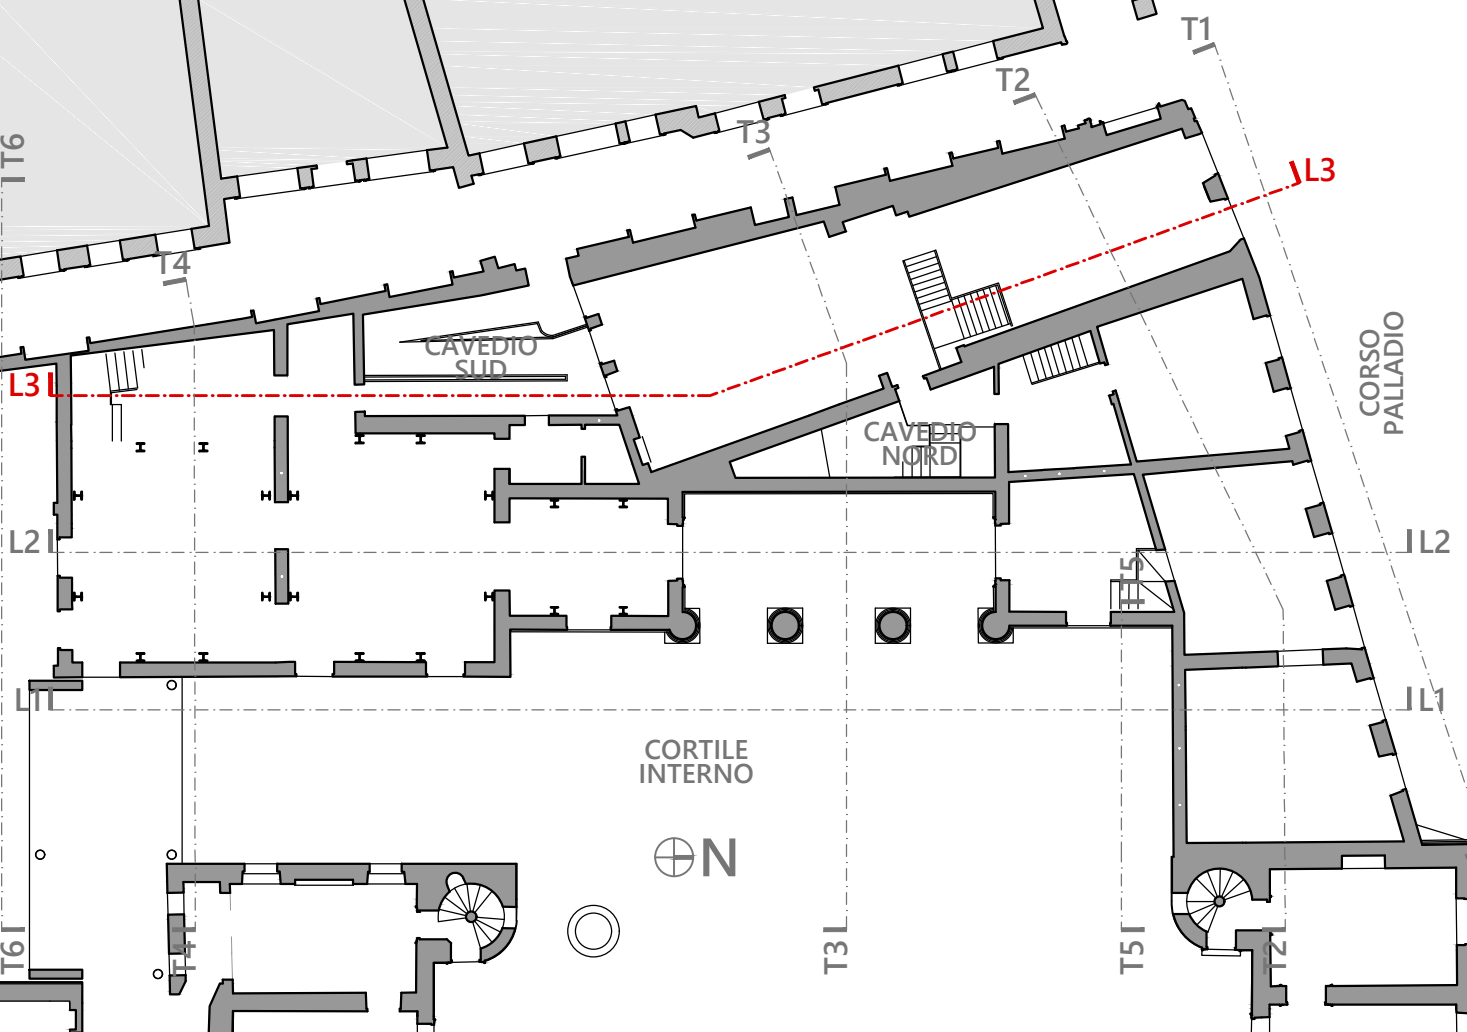 T1
T2
T3
T6
L3
T4
CORSO
PALLADIO
CAVEDIO
SUD
L3
CAVEDIO
NORD
L2
L2
T5
L1
L1
CORTILE
INTERNO
N
T6
T4
T3
T5
T2